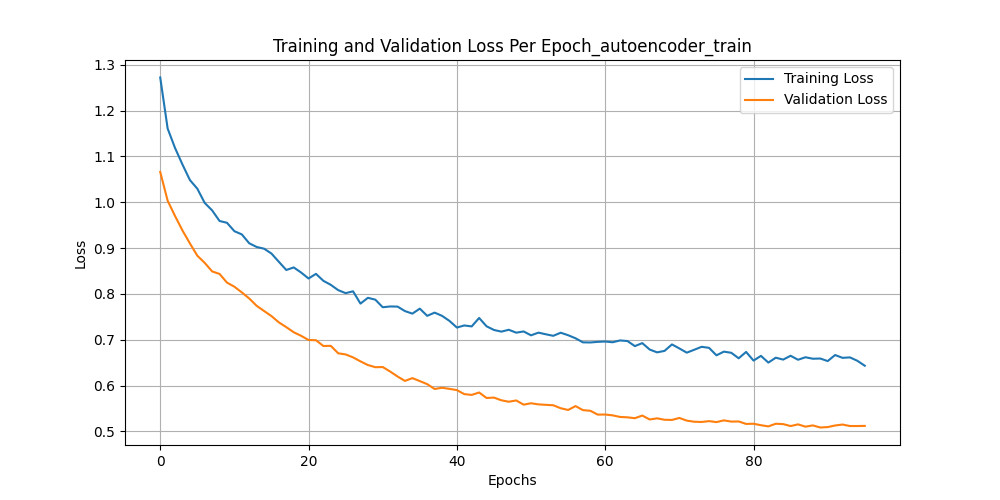 Training and Validation Loss Per Epoch_autoencoder_train
Training Loss
Validation Loss
Loss
1.3
1.2
1.1
1.0
0.9
0.8
0.7
0.6
0.5
0 20 40 60 80
Epochs